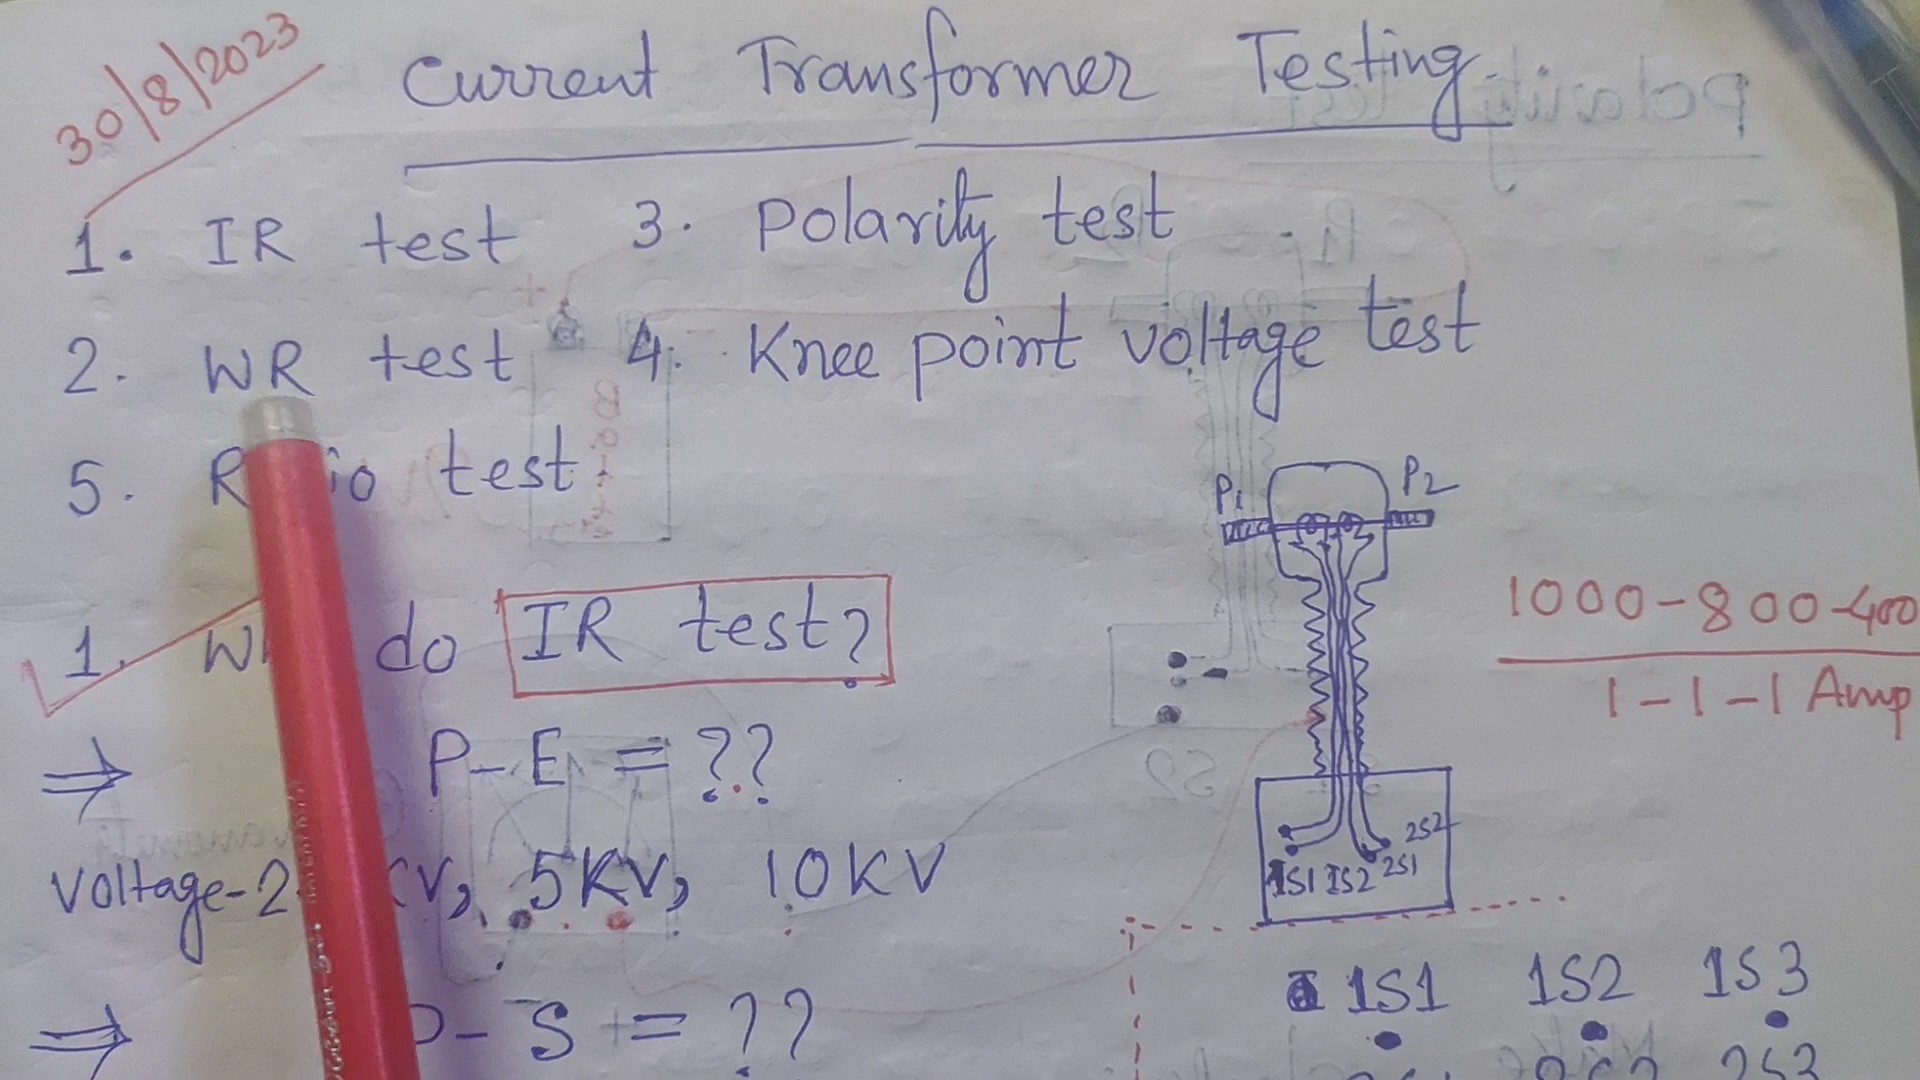 30/8/2023
Current Transformer Testing
1. IR test 3. Polarity test
2. WR test 4. Knee point voltage test
5. test
P1 P2
1000-800-400
1-1-1 Amp
1. do IR test?
⇒ P-E = ??
Voltage-2 KV, 5KV, 10KV
1S1 1S2 2S1 2S2
⇒ P-S = ??
1S1 1S2 1S3